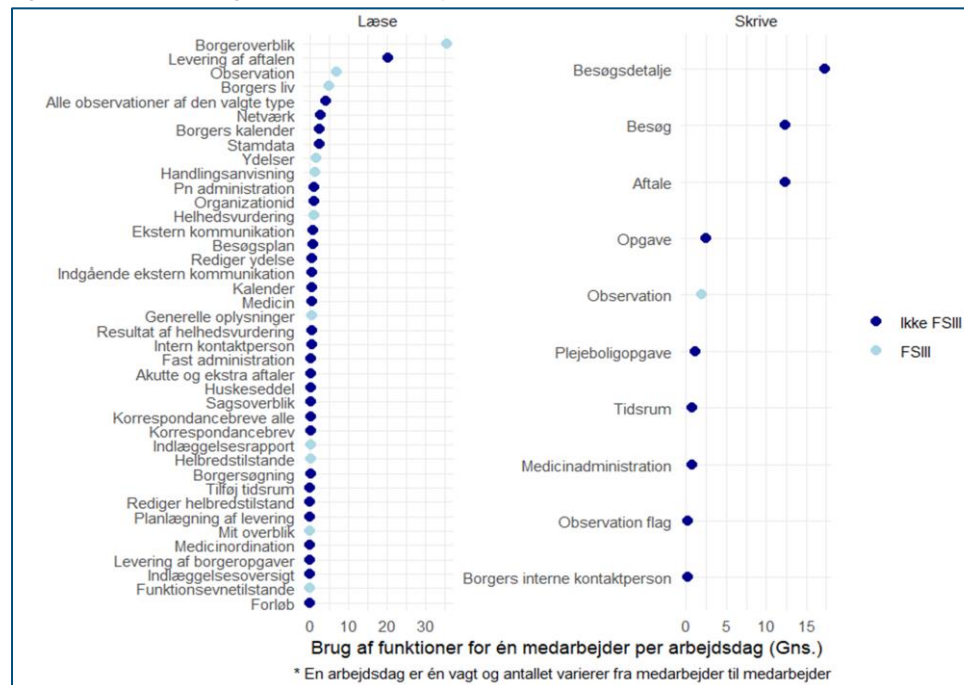 Læse
Borgeroverblik
Levering af aftalen
Observation
Borgers liv
Alle observationer af den valgte type
Netværk
Borgers kalender
Stamdata
Ydelser
Handlingsanvisning
Pn administration
Organizationid
Helhedsvurdering
Ekstern kommunikation
Besøgsplan
Rediger ydelse
Indgående ekstern kommunikation
Kalender
Medicin
Generelle oplysninger
Resultat af helhedsvurdering
Intern kontaktperson
Fast administration
Akutte og ekstra aftaler
Huskeseddel
Sagsoverblik
Korrespondancebreve alle
Korrespondancebrev
Indlæggelsesrapport
Helbredstilstande
Borgersøgning
Tilføj tidsrum
Rediger helbredstilstand
Planlægning af levering
Mit overblik
Medicinordination
Levering af borgeropgaver
Indlæggelsesoversigt
Funktionsevnetilstande
Forløb
0 10 20 30
Skrive
Besøgsdetalje
Besøg
Aftale
Opgave
Observation
Plejeboligopgave
Tidsrum
Medicinadministration
Observation flag
Borgers interne kontaktperson
0 5 10 15
Ikke FSIII
FSIII
Brug af funktioner for én medarbejder per arbejdsdag (Gns.)
* En arbejdsdag er én vagt og antallet varierer fra medarbejder til medarbejder